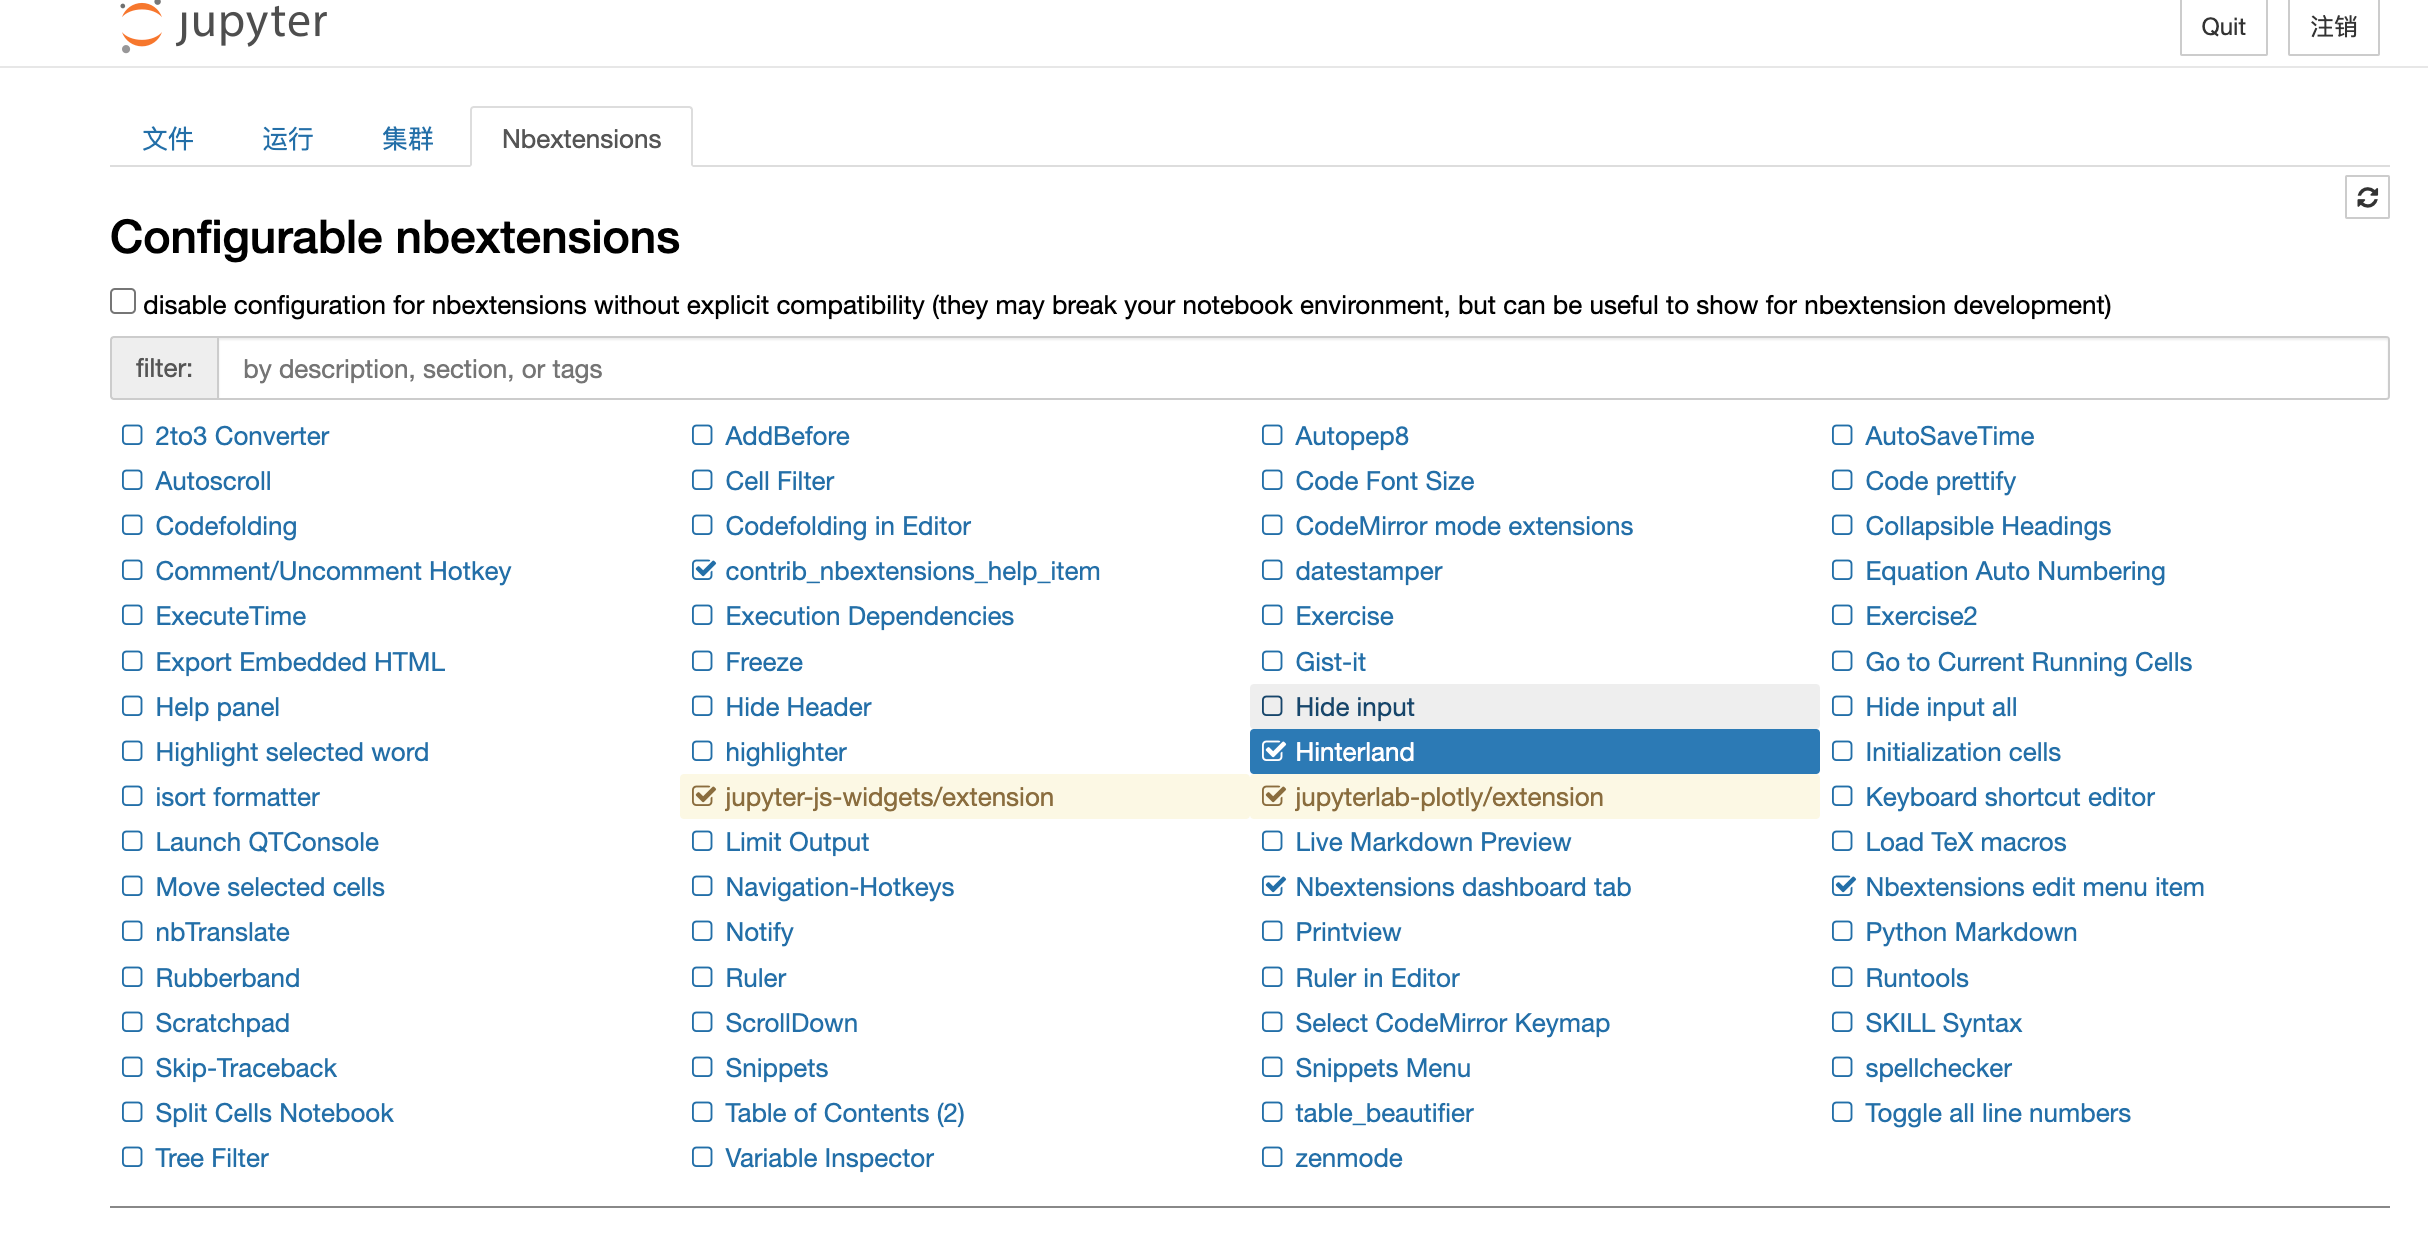 jupyter
Quit 注销
文件 运行 集群 Nbextensions
Configurable nbextensions
disable configuration for nbextensions without explicit compatibility (they may break your notebook environment, but can be useful to show for nbextension development)
filter: by description, section, or tags
2to3 Converter AddBefore Autopep8 AutoSaveTime
Autoscroll Cell Filter Code Font Size Code prettify
Codefolding Codefolding in Editor CodeMirror mode extensions Collapsible Headings
Comment/Uncomment Hotkey contrib_nbextensions_help_item datestamper Equation Auto Numbering
ExecuteTime Execution Dependencies Exercise Exercise2
Export Embedded HTML Freeze Gist-it Go to Current Running Cells
Help panel Hide Header Hide input Hide input all
Highlight selected word highlighter Hinterland Initialization cells
isort formatter jupyter-js-widgets/extension jupyterlab-plotly/extension Keyboard shortcut editor
Launch QTConsole Limit Output Live Markdown Preview Load TeX macros
Move selected cells Navigation-Hotkeys Nbextensions dashboard tab Nbextensions edit menu item
nbTranslate Notify Printview Python Markdown
Rubberband Ruler Ruler in Editor Runtools
Scratchpad ScrollDown Select CodeMirror Keymap SKILL Syntax
Skip-Traceback Snippets Snippets Menu spellchecker
Split Cells Notebook Table of Contents (2) table_beautifier Toggle all line numbers
Tree Filter Variable Inspector zenmode